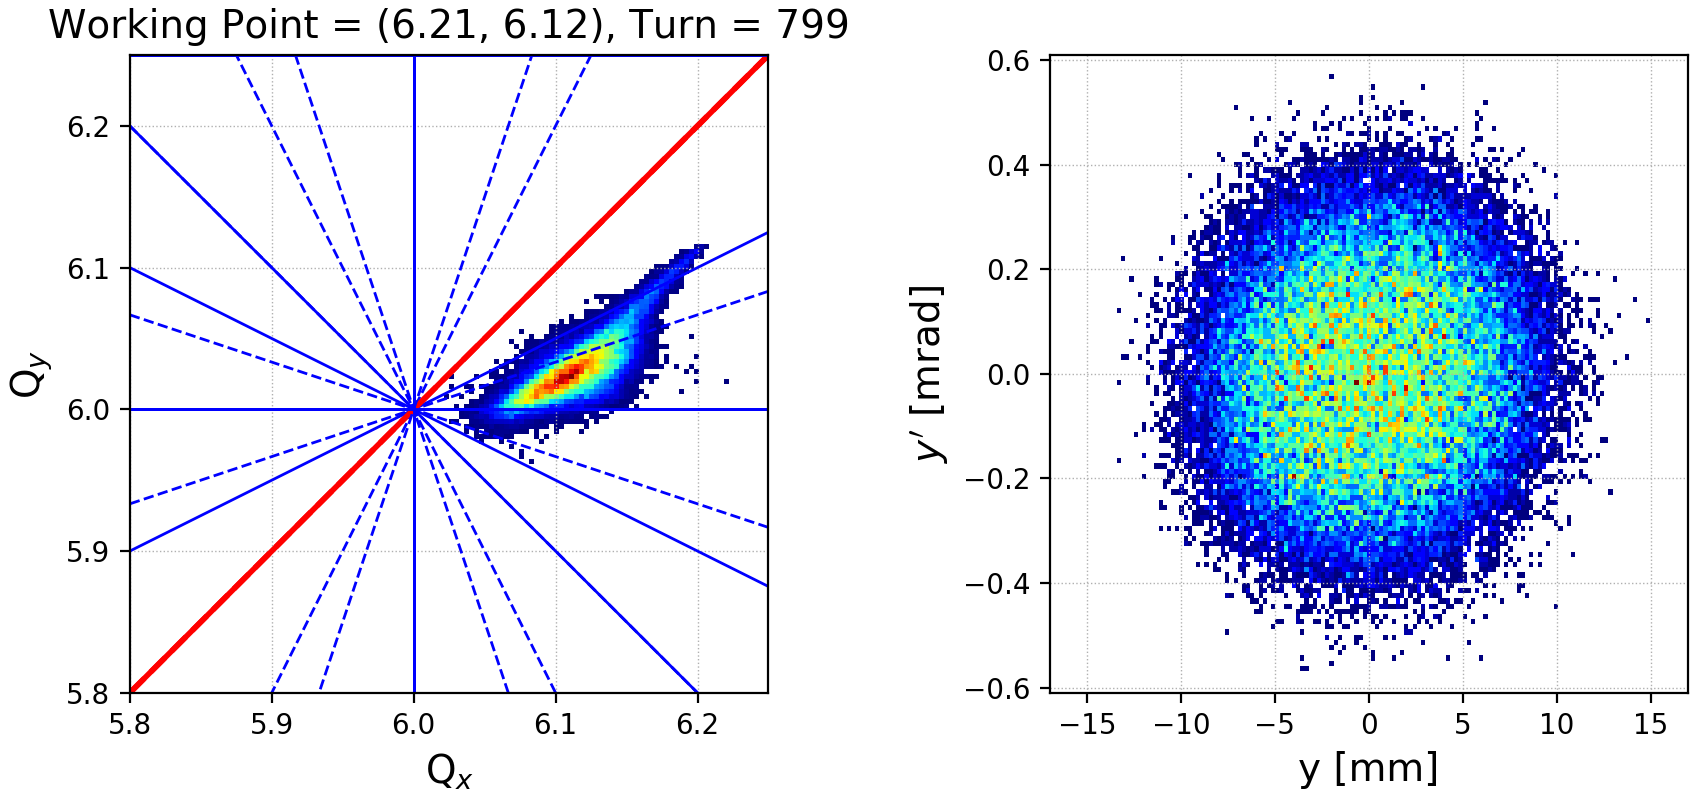 Working Point = (6.21, 6.12), Turn = 799
6.2
6.1
6.0
5.9
5.8
Q_y
5.8 5.9 6.0 6.1 6.2
Q_x
0.6
0.4
0.2
0.0
−0.2
−0.4
−0.6
y′ [mrad]
−15 −10 −5 0 5 10 15
y [mm]